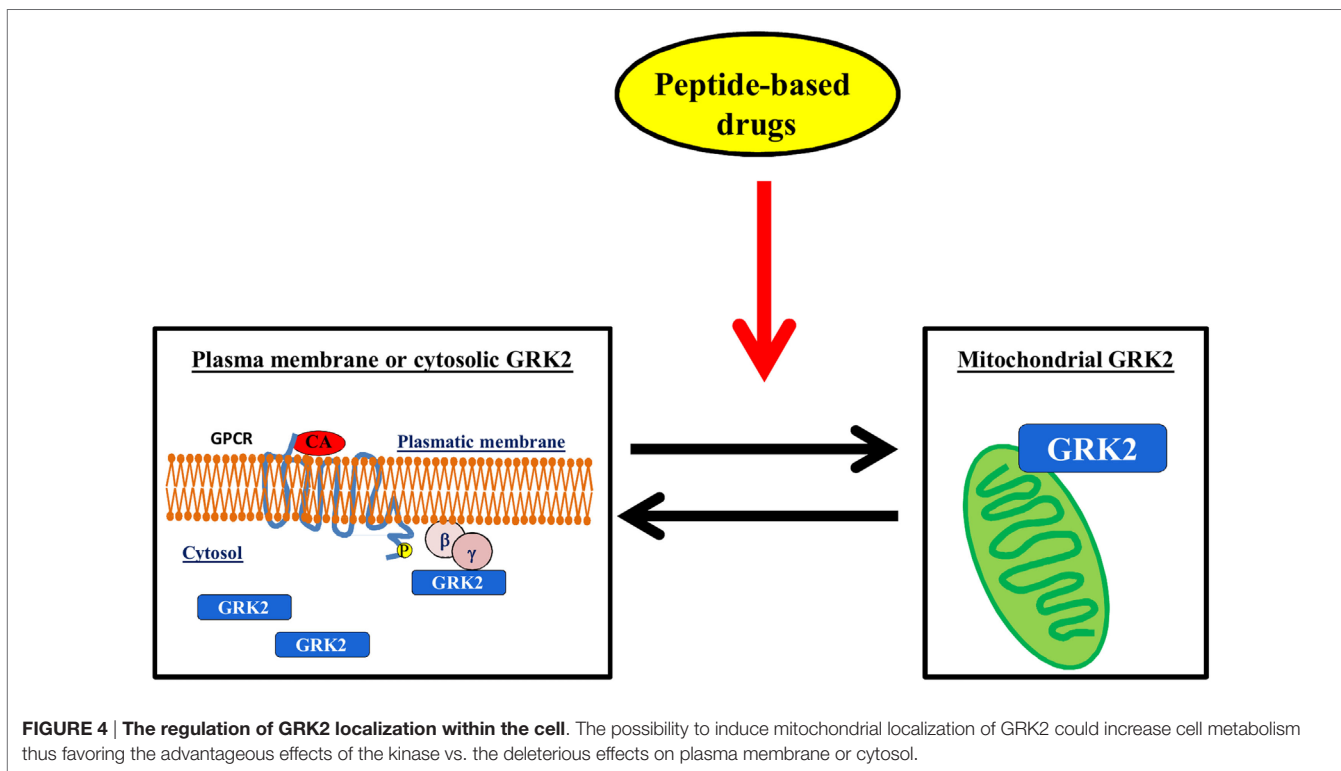 Peptide-based
drugs
Plasma membrane or cytosolic GRK2
GPCR
CA
Plasmatic membrane
Cytosol
P
β
γ
GRK2
GRK2
GRK2
Mitochondrial GRK2
GRK2
FIGURE 4 | The regulation of GRK2 localization within the cell. The possibility to induce mitochondrial localization of GRK2 could increase cell metabolism
thus favoring the advantageous effects of the kinase vs. the deleterious effects on plasma membrane or cytosol.